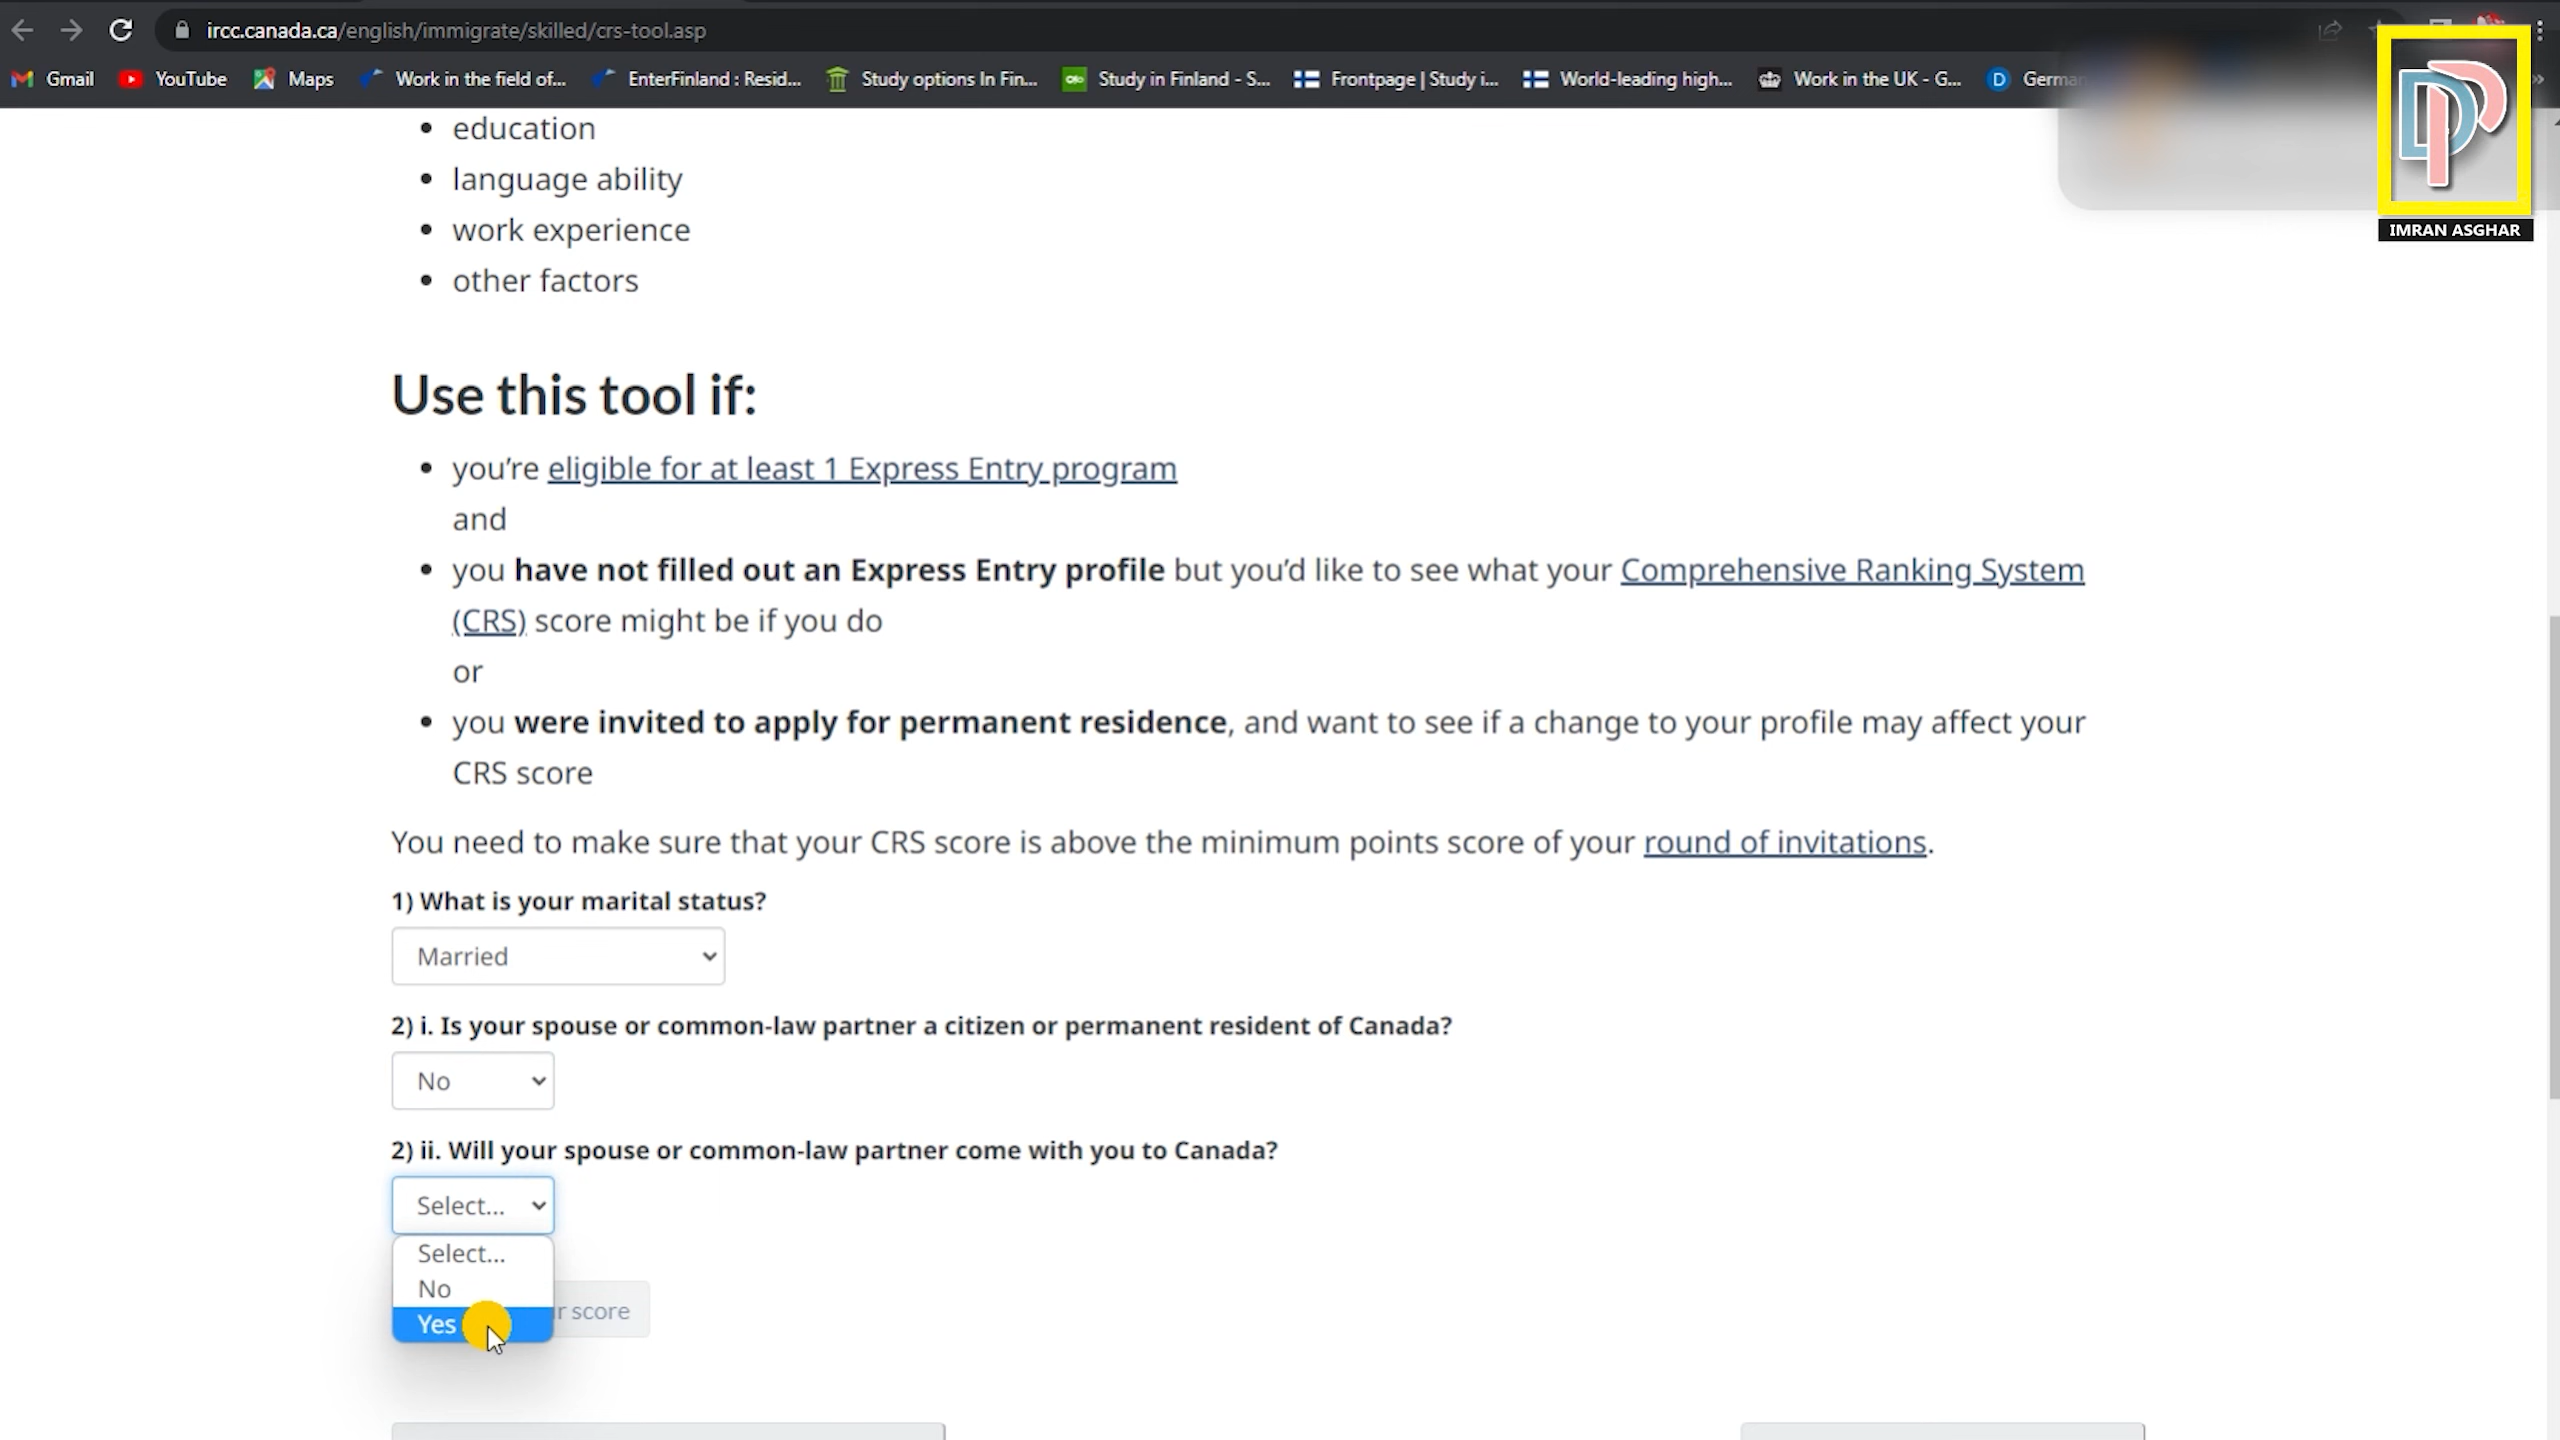 ircc.canada.ca/english/immigrate/skilled/crs-tool.asp
Gmail YouTube Maps Work in the field of... EnterFinland : Resid... Study options In Fin... Study in Finland - S... Frontpage | Study i... World-leading high... Work in the UK - G... D »
DP
IMRAN ASGHAR
• education
• language ability
• work experience
• other factors
Use this tool if:
• you’re eligible for at least 1 Express Entry program
and
• you have not filled out an Express Entry profile but you’d like to see what your Comprehensive Ranking System
(CRS) score might be if you do
or
• you were invited to apply for permanent residence, and want to see if a change to your profile may affect your
CRS score
You need to make sure that your CRS score is above the minimum points score of your round of invitations.
1) What is your marital status?
Married
2) i. Is your spouse or common-law partner a citizen or permanent resident of Canada?
No
2) ii. Will your spouse or common-law partner come with you to Canada?
Select...
Select...
No
Yes
r score